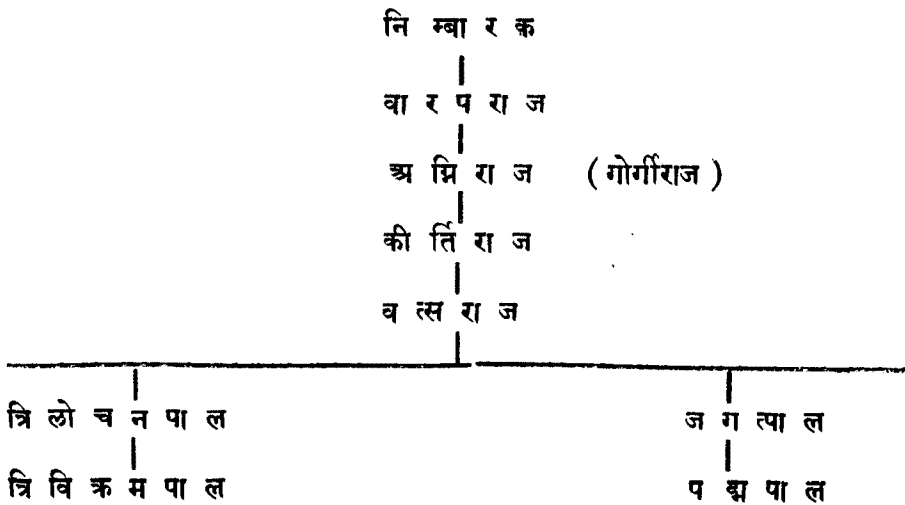 निम्बारक
वारपराज
अग्निराज (गोर्गीराज)
कीर्तिराज
वत्सराज
त्रिलोचनपाल जगत्पाल
त्रिविक्रमपाल पद्मपाल